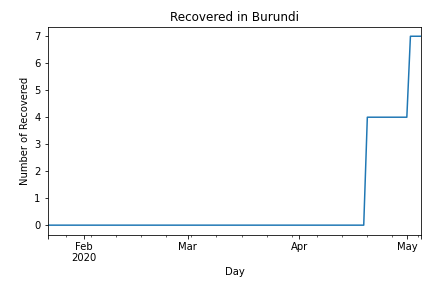 Recovered in Burundi
Number of Recovered
7
6
5
4
3
2
1
0
Feb
2020
Mar
Apr
May
Day